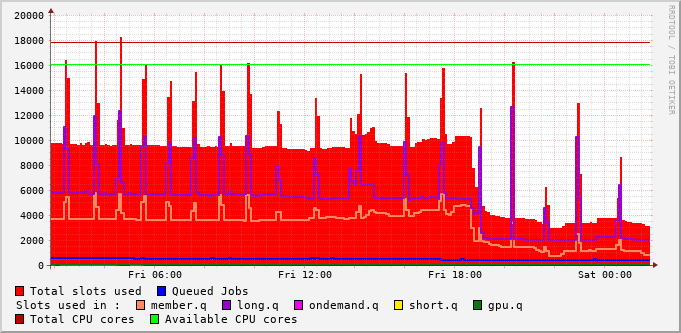 20000
18000
16000
14000
12000
10000
8000
6000
4000
2000
0
Fri 06:00 Fri 12:00 Fri 18:00 Sat 00:00
RRDTOOL / TOBI OETIKER
Total slots used Queued Jobs
Slots used in : member.q long.q ondemand.q short.q gpu.q
Total CPU cores Available CPU cores